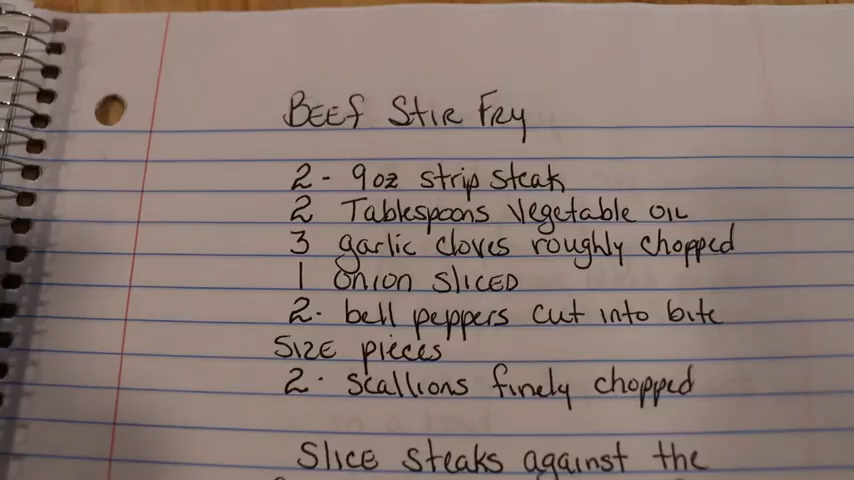 BEEF STIR FRY
2 - 9oz strip steak
2 Tablespoons Vegetable OIL
3 garlic cloves roughly chopped
1 Onion SLICED
2. bell peppers cut into bite
SIZE pieces
2. scallions finely chopped
SLICE steaks against the